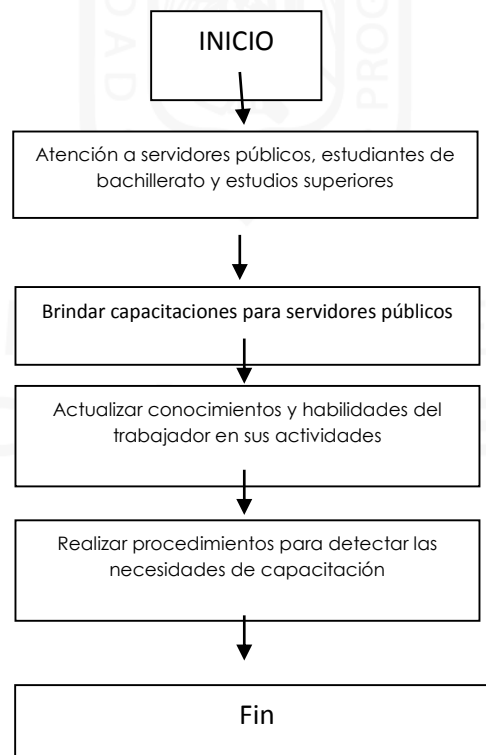 INICIO
Atención a servidores públicos, estudiantes de
bachillerato y estudios superiores
Brindar capacitaciones para servidores públicos
Actualizar conocimientos y habilidades del
trabajador en sus actividades
Realizar procedimientos para detectar las
necesidades de capacitación
Fin